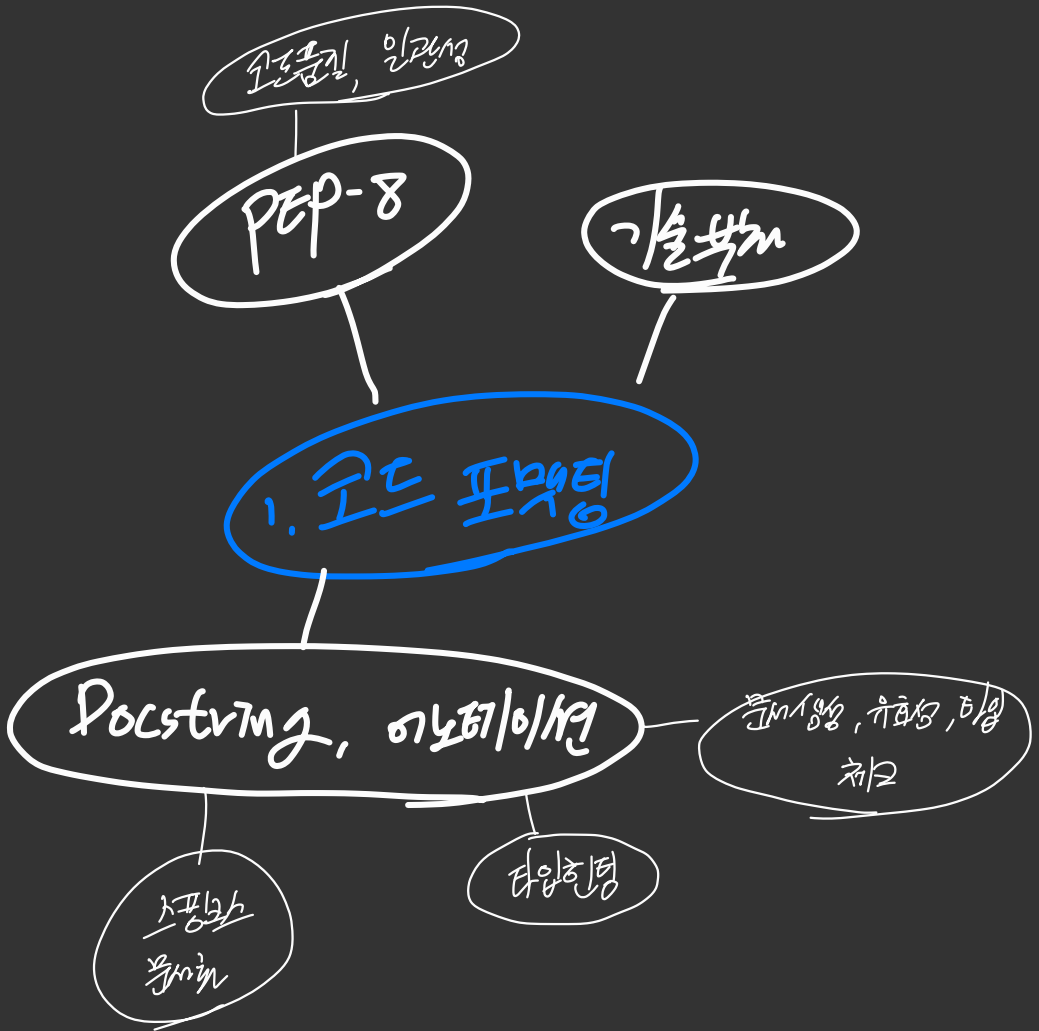 코드품질, 일관성
PEP-8
기술부채
1. 코드 포맷팅
Docstring, 어노테이션
문서생성, 유효성, 타입
체크
타입힌팅
스핑크스
문서화